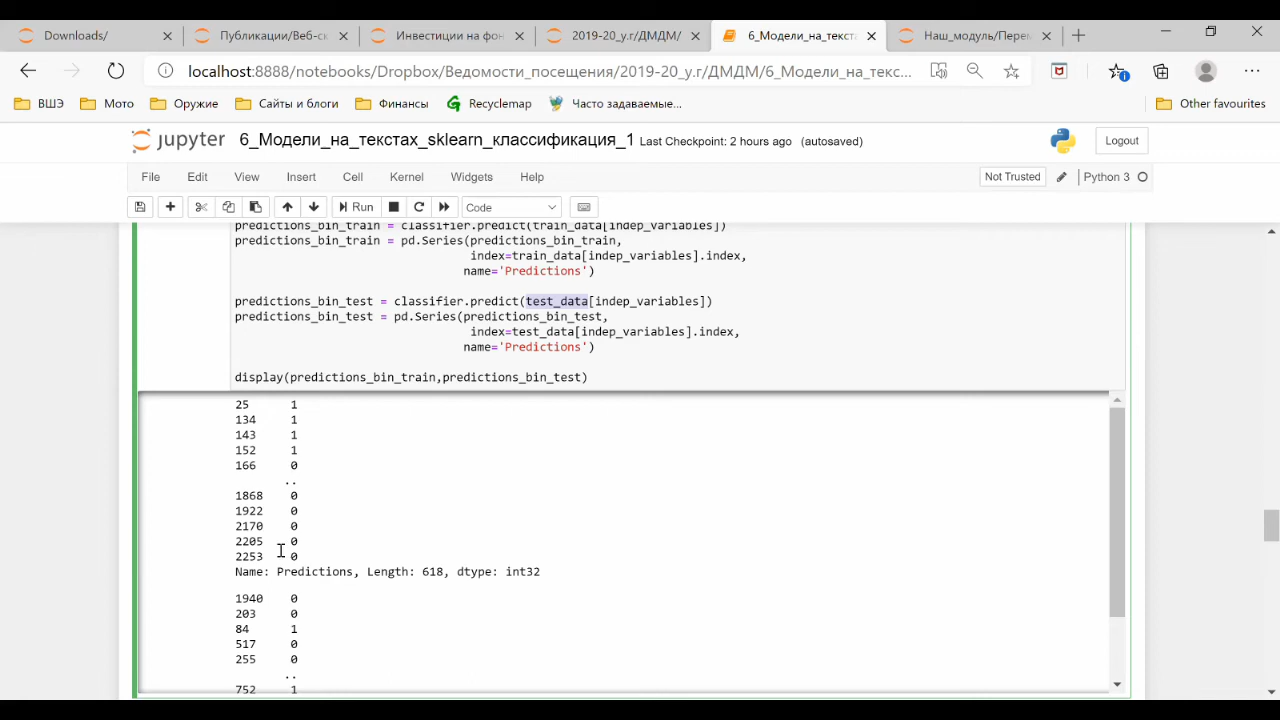 Downloads/
Публикации/Веб-ск
Инвестиции на фон
2019-20_у.г/ДМДМ/
6_Модели_на_текста
Наш_модуль/Перем
localhost:8888/notebooks/Dropbox/Ведомости_посещения/2019-20_у.г/ДМДМ/6_Модели_на_текс...
ВШЭ
Мото
Оружие
Сайты и блоги
Финансы
Recyclemap
Часто задаваемые...
Other favourites
jupyter
6_Модели_на_текстах_sklearn_классификация_1
Last Checkpoint: 2 hours ago (autosaved)
Logout
File Edit View Insert Cell Kernel Widgets Help
Not Trusted
Python 3
Run
Code
predictions_bin_train = classifier.predict(train_data[indep_variables])
predictions_bin_train = pd.Series(predictions_bin_train,
index=train_data[indep_variables].index,
name='Predictions')
predictions_bin_test = classifier.predict(test_data[indep_variables])
predictions_bin_test = pd.Series(predictions_bin_test,
index=test_data[indep_variables].index,
name='Predictions')
display(predictions_bin_train,predictions_bin_test)
25 1
134 1
143 1
152 1
166 0
..
1868 0
1922 0
2170 0
2205 0
2253 0
Name: Predictions, Length: 618, dtype: int32
1940 0
203 0
84 1
517 0
255 0
..
752 1